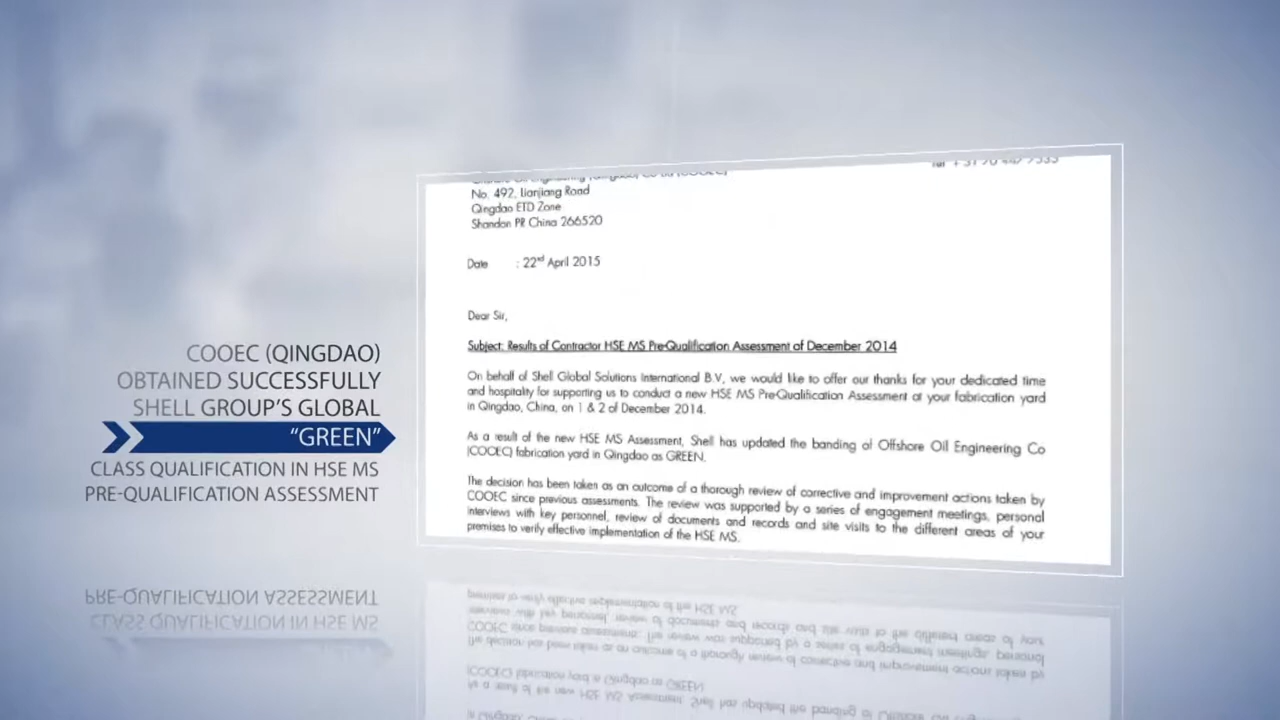 COOEC (QINGDAO)
OBTAINED SUCCESSFULLY
SHELL GROUP'S GLOBAL
"GREEN"
CLASS QUALIFICATION IN HSE MS
PRE-QUALIFICATION ASSESSMENT
No. 492, Lianjiang Road
Qingdao ETD Zone
Shandon PR China 266520
Date : 22nd April 2015
Dear Sir,
Subject: Results of Contractor HSE MS Pre-Qualification Assessment of December 2014
On behalf of Shell Global Solutions International B.V, we would like to offer our thanks for your dedicated time
and hospitality for supporting us to conduct a new HSE MS Pre-Qualification Assessment at your fabrication yard
in Qingdao, China, on 1 & 2 of December 2014.
As a result of the new HSE MS Assessment, Shell has updated the banding of Offshore Oil Engineering Co
(COOEC) fabrication yard in Qingdao as GREEN.
The decision has been taken as an outcome of a thorough review of corrective and improvement actions taken by
COOEC since previous assessments. The review was supported by a series of engagement meetings, personal
interviews with key personnel, review of documents and records and site visits to the different areas of your
premises to verify effective implementation of the HSE MS.